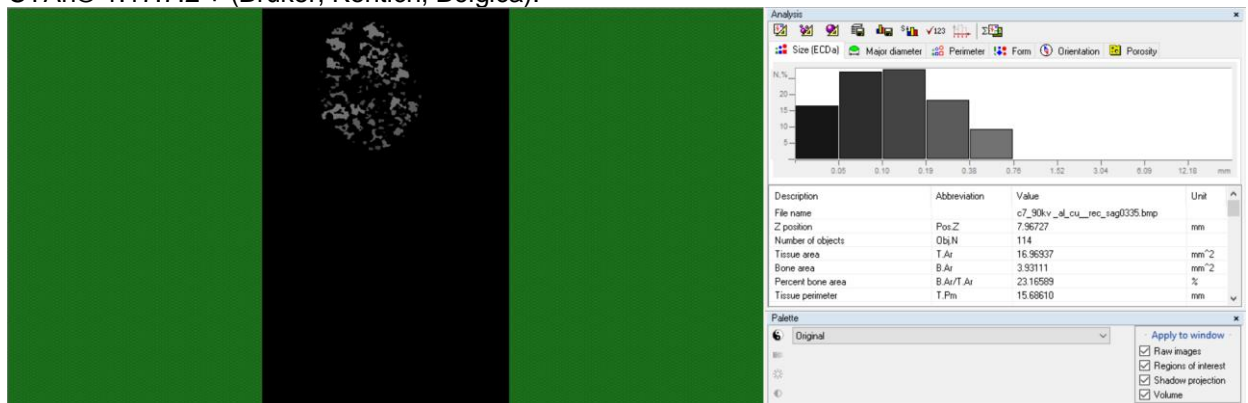 Analysis ×
√123
Size (ECDa) Major diameter Perimeter Form Orientation Porosity
N,%
20
15
10
5
0.05 0.10 0.19 0.38 0.76 1.52 3.04 6.09 12.18 mm
Description Abbreviation Value Unit
File name c7_90kv_al_cu__rec_sag0335.bmp
Z position Pos.Z 7.96727 mm
Number of objects Obj.N 114
Tissue area T.Ar 16.96937 mm^2
Bone area B.Ar 3.93111 mm^2
Percent bone area B.Ar/T.Ar 23.16589 %
Tissue perimeter T.Pm 15.68610 mm
Palette ×
Original
Apply to window
Raw images
Regions of interest
Shadow projection
Volume